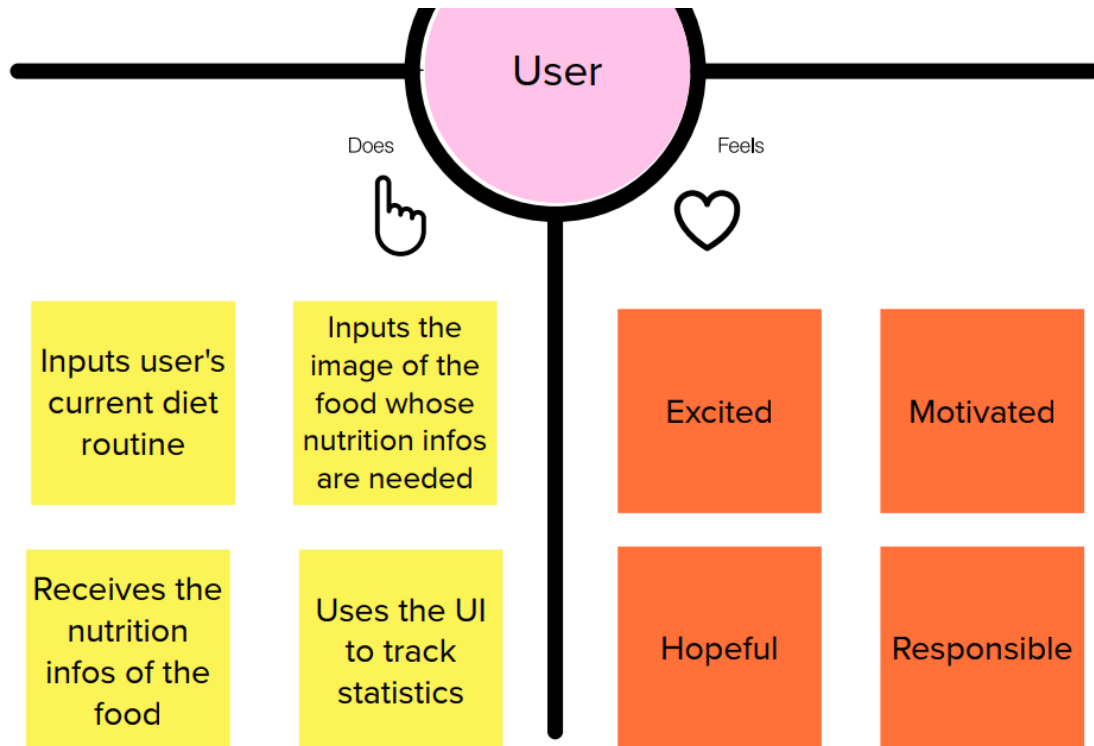 User
Does
Feels
Inputs user's
current diet
routine
Inputs the
image of the
food whose
nutrition infos
are needed
Receives the
nutrition
infos of the
food
Uses the UI
to track
statistics
Excited
Motivated
Hopeful
Responsible